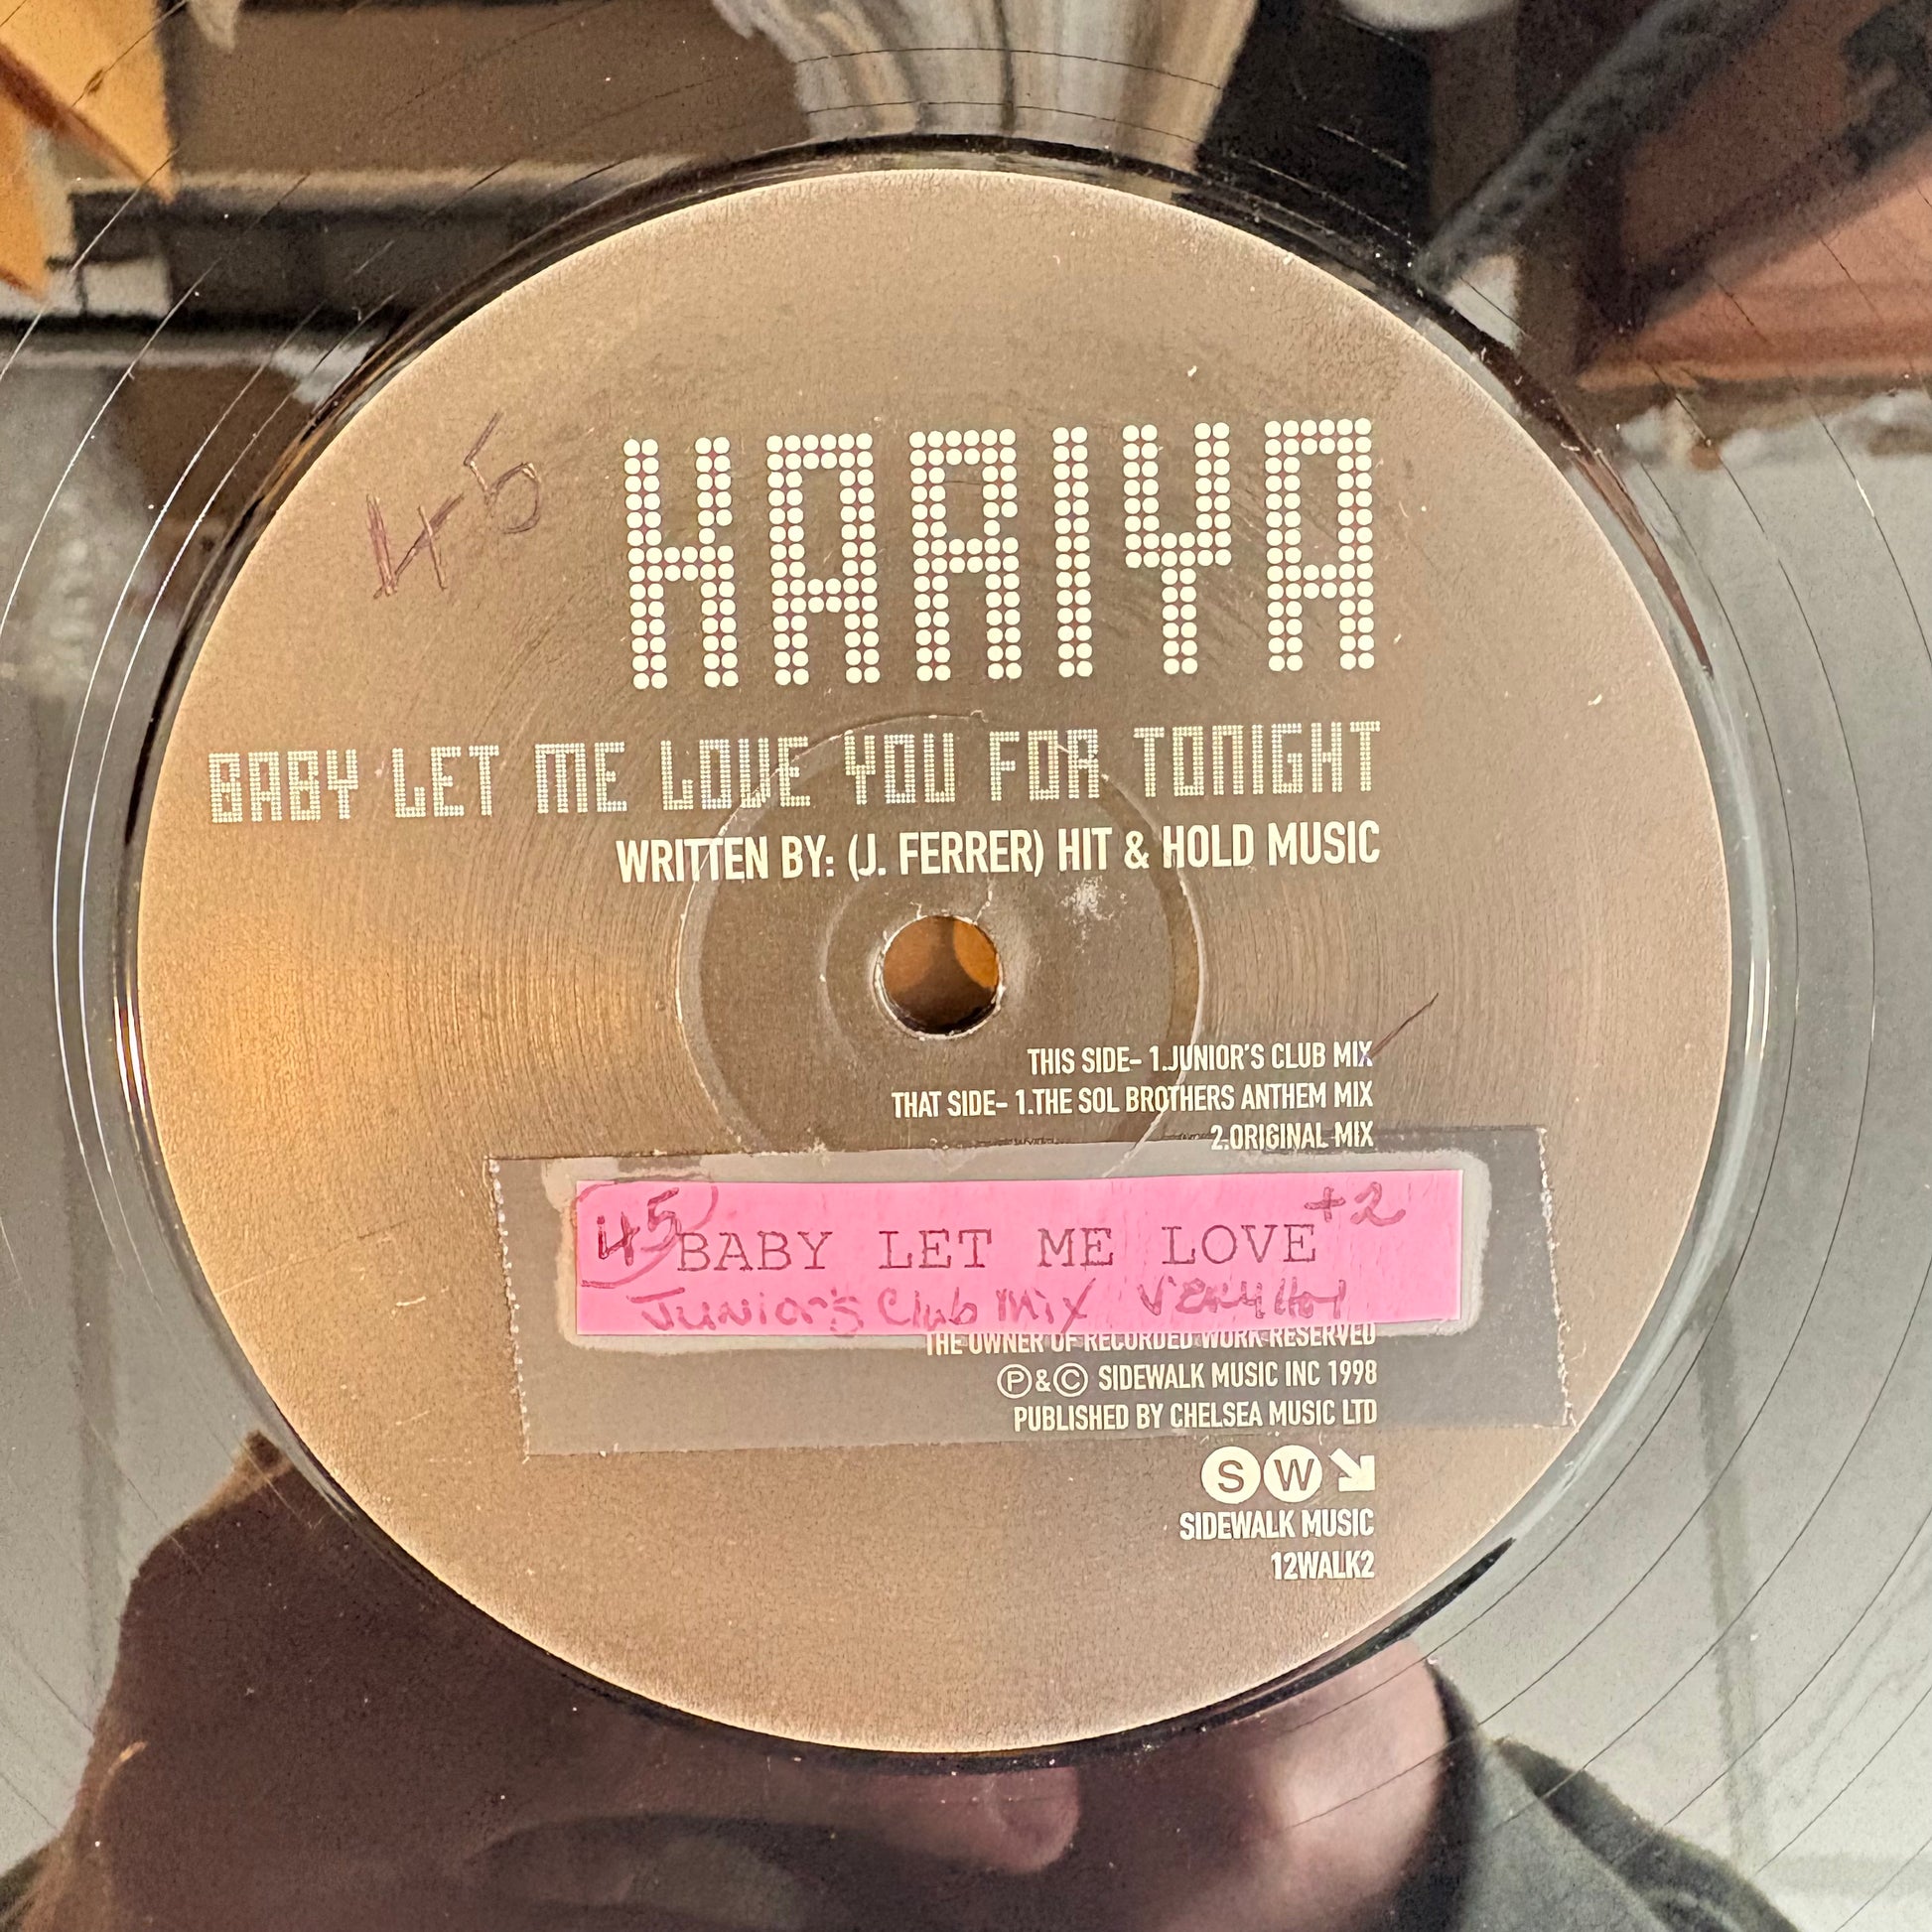 45
KARIYA
BABY LET ME LOVE YOU FOR TONIGHT
WRITTEN BY: (J. FERRER) HIT & HOLD MUSIC
THIS SIDE- 1.JUNIOR'S CLUB MIX
THAT SIDE- 1.THE SOL BROTHERS ANTHEM MIX
2.ORIGINAL MIX
45 BABY LET ME LOVE +2
Junior's Club Mix VERY Hot
THE OWNER OF RECORDED WORK RESERVED
Ⓟ&© SIDEWALK MUSIC INC 1998
PUBLISHED BY CHELSEA MUSIC LTD
SW
SIDEWALK MUSIC
12WALK2